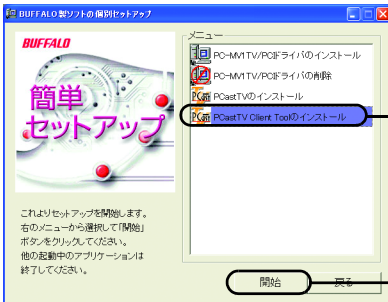 BUFFALO製ソフトの個別セットアップ
BUFFALO
簡単
セットアップ
これよりセットアップを開始します。
右のメニューから選択して「開始」
ボタンをクリックしてください。
他の起動中のアプリケーションは
終了してください。
メニュー
PC-MV1TV/PCIドライバのインストール
PC-MV1TV/PCIドライバの削除
PCastTVのインストール
PCastTV Client Toolのインストール
開始
戻る